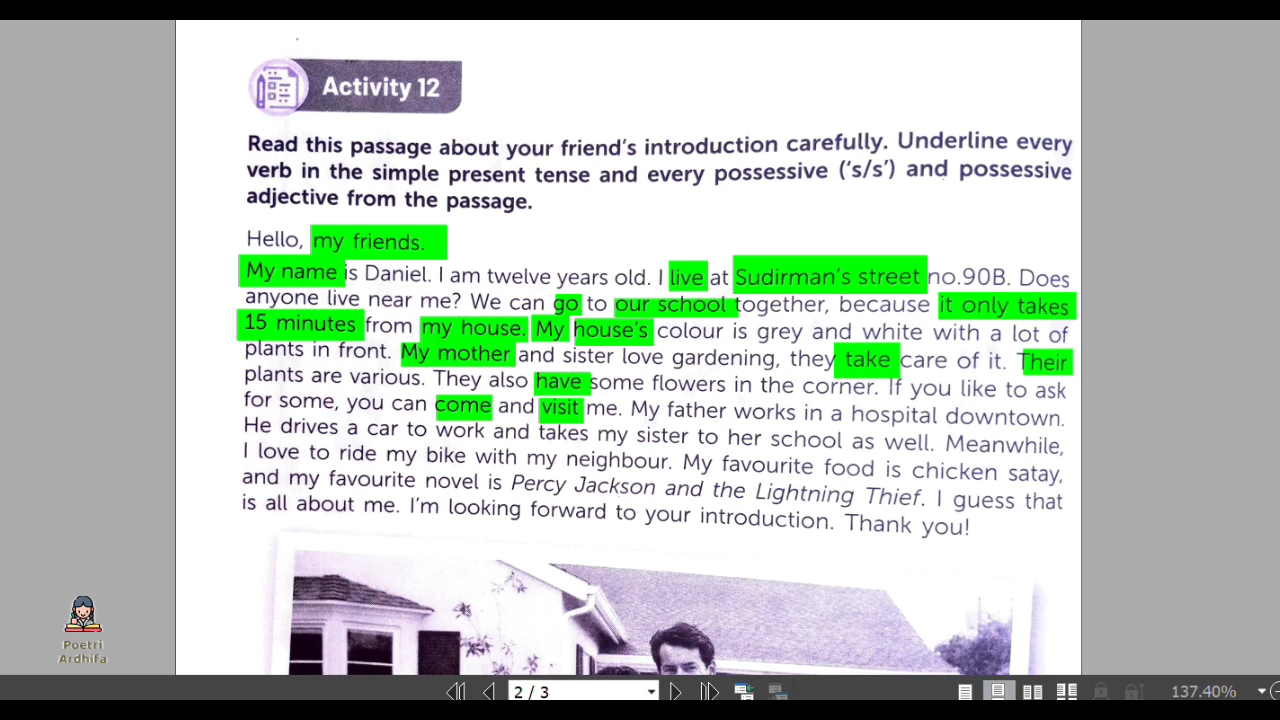 Activity 12
Read this passage about your friend's introduction carefully. Underline every
verb in the simple present tense and every possessive ('s/s') and possessive
adjective from the passage.
Hello, my friends.
My name is Daniel. I am twelve years old. I live at Sudirman's street no.90B. Does
anyone live near me? We can go to our school together, because it only takes
15 minutes from my house. My house's colour is grey and white with a lot of
plants in front. My mother and sister love gardening, they take care of it. Their
plants are various. They also have some flowers in the corner. If you like to ask
for some, you can come and visit me. My father works in a hospital downtown.
He drives a car to work and takes my sister to her school as well. Meanwhile,
I love to ride my bike with my neighbour. My favourite food is chicken satay,
and my favourite novel is Percy Jackson and the Lightning Thief. I guess that
is all about me. I'm looking forward to your introduction. Thank you!
Poetri
Ardhifa
2 / 3
137.40%